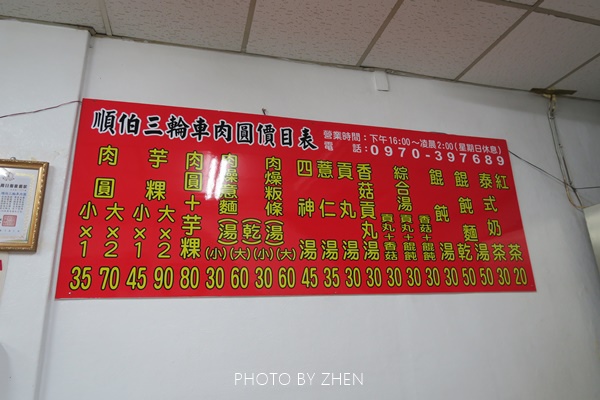 順伯三輪車肉圓價目表
營業時間：下午16:00～凌晨2:00(星期日休息)
電 話：0970-397689
肉圓 小x1 35
大x2 70
芋粿 小x1 45
大x2 90
肉圓+芋粿 80
肉燥意麵 湯(乾) (小) 30
(大) 60
肉燥粄條 湯(乾) (小) 30
(大) 60
四神湯 45
薏仁湯 35
貢丸湯 30
香菇貢丸湯 30
綜合湯 貢丸+香菇 30
貢丸+餛飩 30
香菇+餛飩 30
餛飩湯 30
餛飩麵 乾 50
湯 50
泰式奶茶 30
紅茶 20
PHOTO BY ZHEN